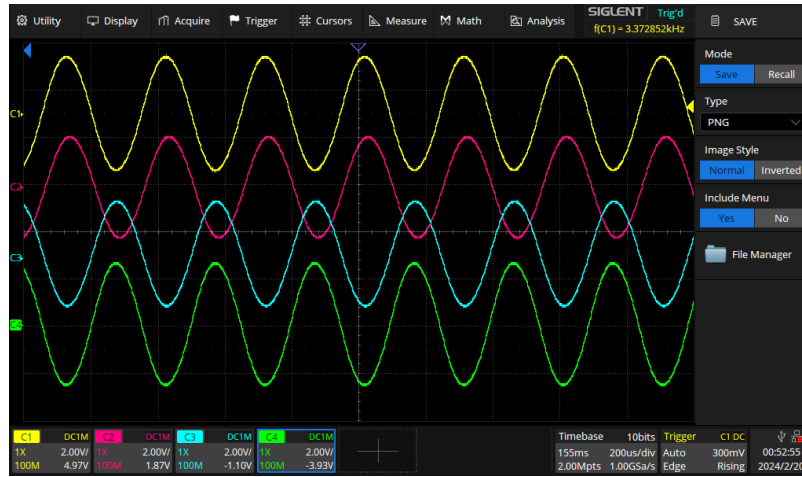 Utility Display Acquire Trigger Cursors Measure Math Analysis SIGLENT Trig'd SAVE
f(C1) = 3.372852kHz
Mode
Save Recall
Type
C1
PNG
Image Style
Normal Inverted
C2
Include Menu
Yes No
File Manager
C3
C4
C1 DC1M C2 DC1M C3 DC1M C4 DC1M Timebase 10bits Trigger C1 DC
1X 2.00V/ 1X 2.00V/ 1X 2.00V/ 1X 2.00V/ 155ms 200us/div Auto 300mV 00:52:55
100M 4.97V 100M 1.87V 100M -1.10V 100M -3.93V 2.00Mpts 1.00GSa/s Edge Rising